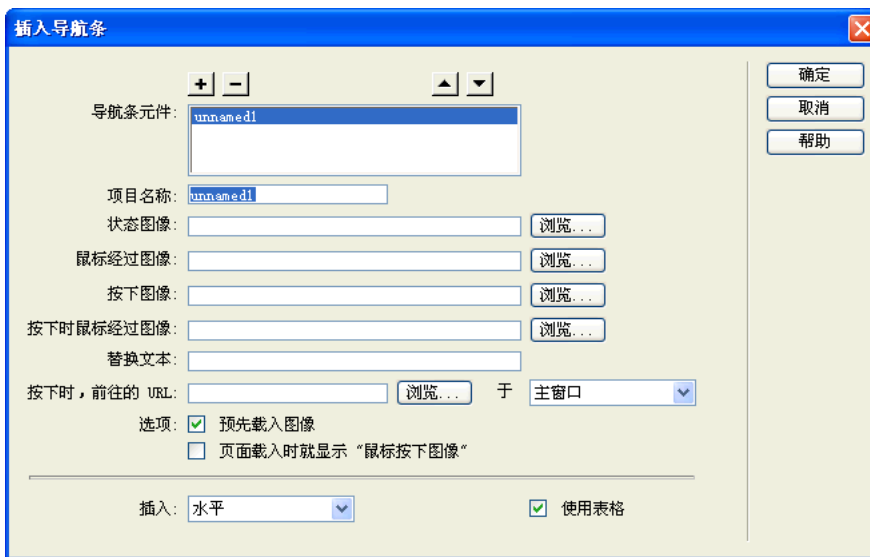 插入导航条
导航条元件:
unnamed1
项目名称: unnamed1
状态图像: 浏览...
鼠标经过图像: 浏览...
按下图像: 浏览...
按下时鼠标经过图像: 浏览...
替换文本:
按下时，前往的 URL: 浏览... 于 主窗口
选项: 预先载入图像
页面载入时就显示 “鼠标按下图像”
插入: 水平 使用表格
确定
取消
帮助